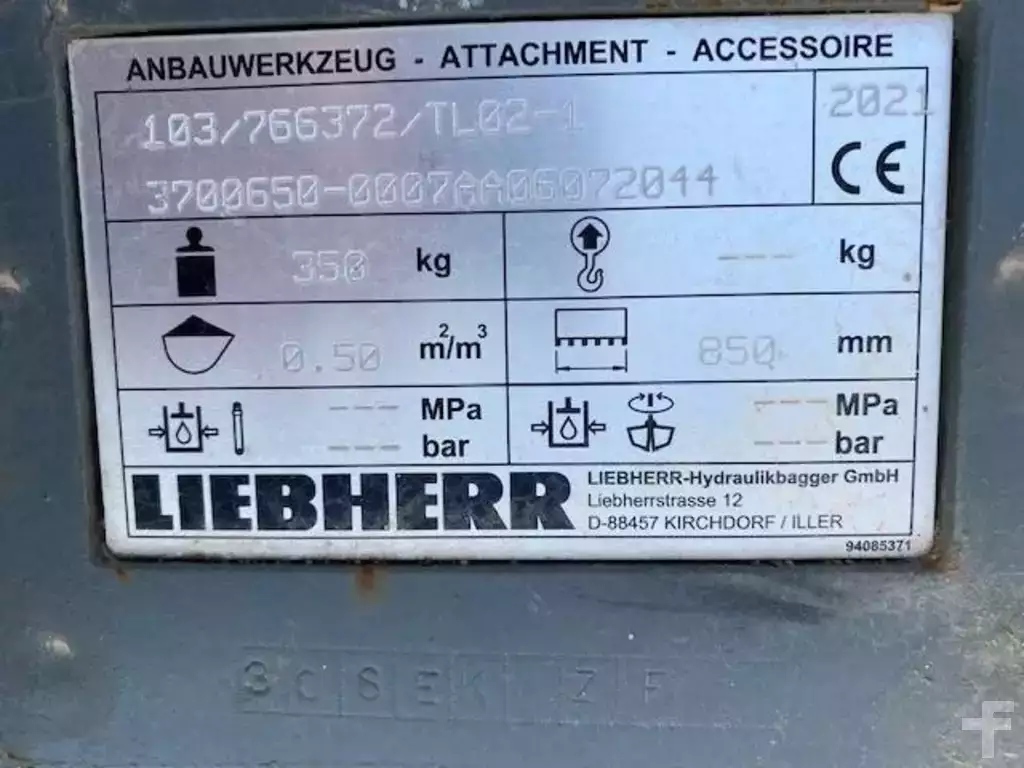 ANBAUWERKZEUG - ATTACHMENT - ACCESSOIRE
103/766372/TL02-1
2021
3700650-0007AA06072044
CE
350 kg
--- kg
0.50 m²/m³
850 mm
--- MPa
--- bar
--- MPa
--- bar
LIEBHERR
LIEBHERR-Hydraulikbagger GmbH
Liebherrstrasse 12
D-88457 KIRCHDORF / ILLER
94085371